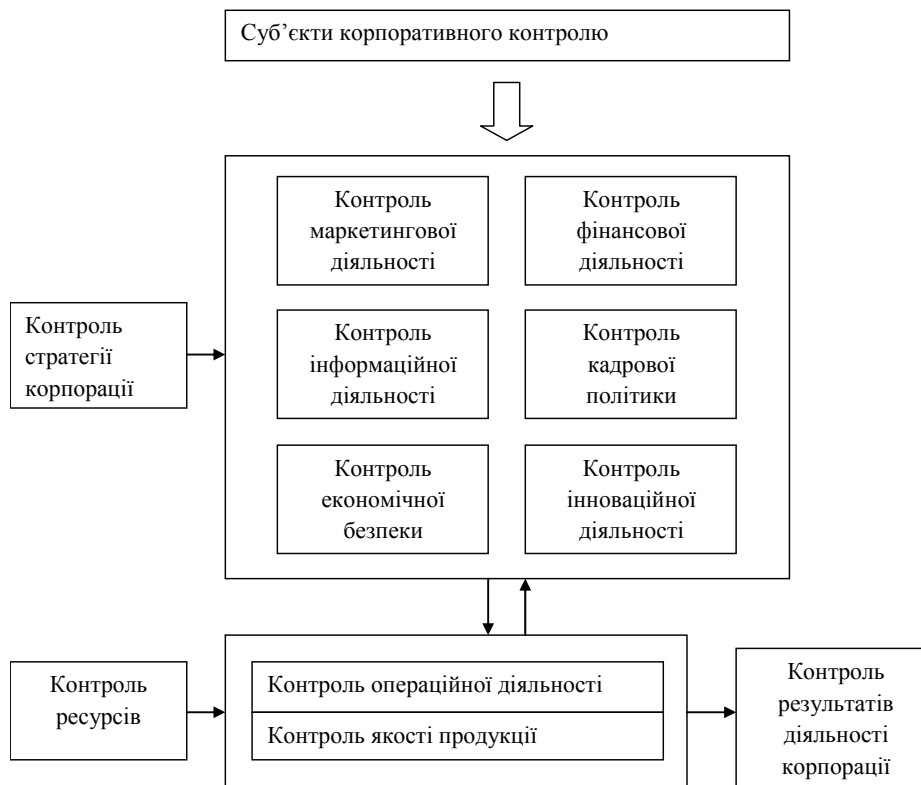 Суб’єкти корпоративного контролю
Контроль
маркетингової
діяльності
Контроль
фінансової
діяльності
Контроль
стратегії
корпорації
Контроль
інформаційної
діяльності
Контроль
кадрової
політики
Контроль
економічної
безпеки
Контроль
інноваційної
діяльності
Контроль
ресурсів
Контроль операційної діяльності
Контроль якості продукції
Контроль
результатів
діяльності
корпорації